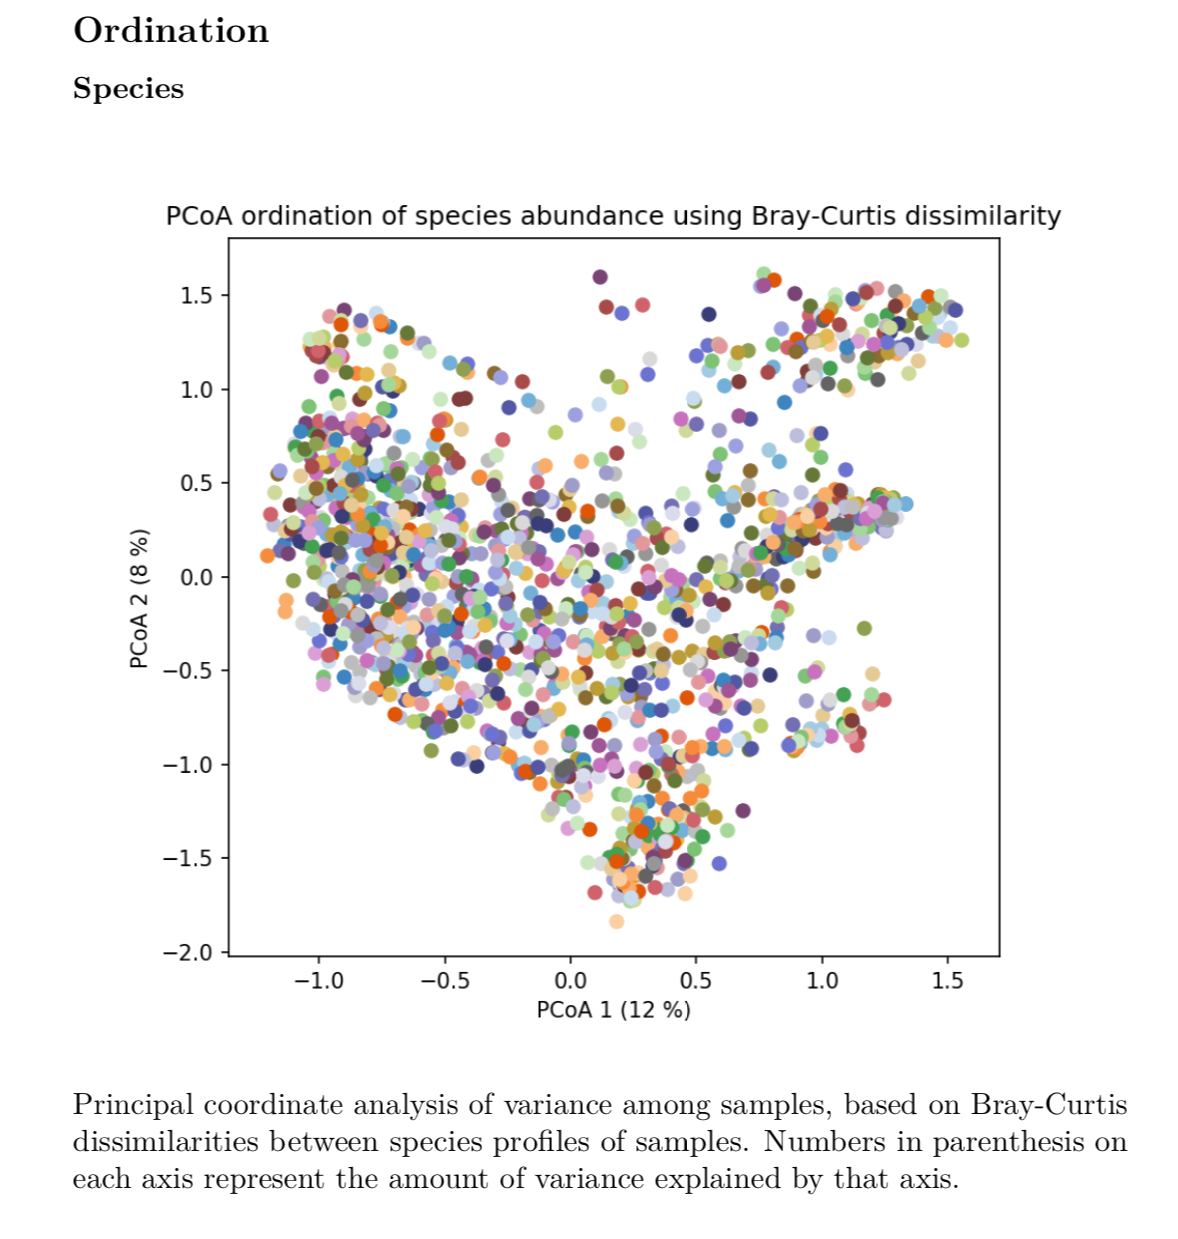 Ordination
Species
PCoA ordination of species abundance using Bray-Curtis dissimilarity
1.5
1.0
0.5
0.0
−0.5
−1.0
−1.5
−2.0
PCoA 2 (8 %)
−1.0 −0.5 0.0 0.5 1.0 1.5
PCoA 1 (12 %)
Principal coordinate analysis of variance among samples, based on Bray-Curtis
dissimilarities between species profiles of samples. Numbers in parenthesis on
each axis represent the amount of variance explained by that axis.